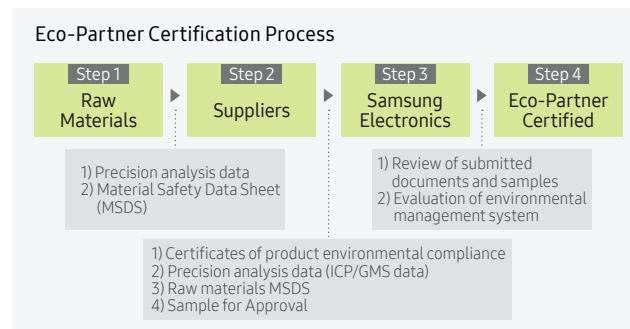 Eco-Partner Certification Process
Step 1
Raw
Materials
Step 2
Suppliers
Step 3
Samsung
Electronics
Step 4
Eco-Partner
Certified
1) Precision analysis data
2) Material Safety Data Sheet
(MSDS)
1) Review of submitted
documents and samples
2) Evaluation of environmental
management system
1) Certificates of product environmental compliance
2) Precision analysis data (ICP/GMS data)
3) Raw materials MSDS
4) Sample for Approval